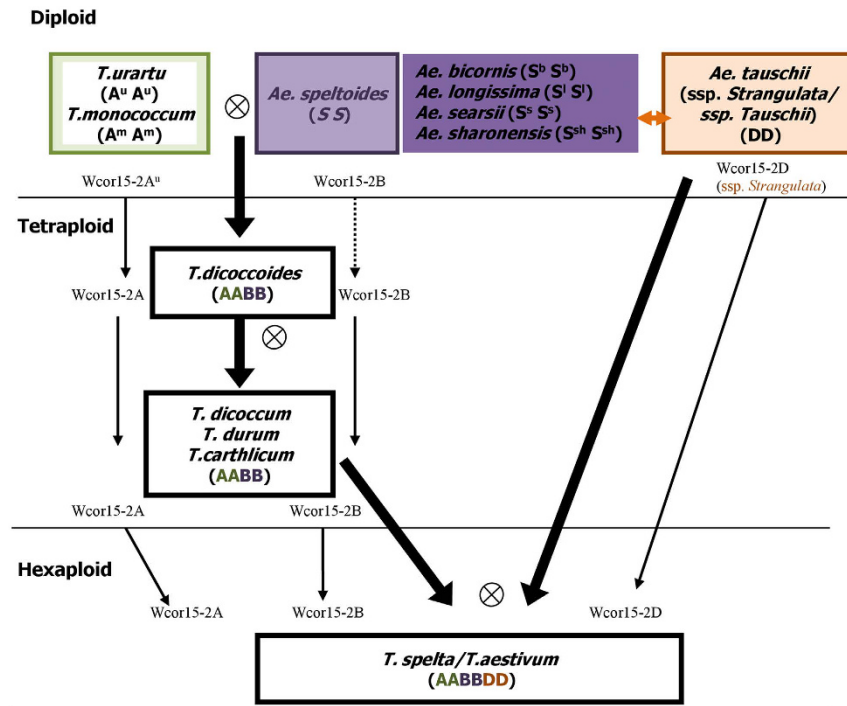 Diploid
T.urartu
(Aᵘ Aᵘ)
T.monococcum
(Aᵐ Aᵐ)
Ae. speltoides
(S S)
Ae. bicornis (Sᵇ Sᵇ)
Ae. longissima (Sˡ Sˡ)
Ae. searsii (Sˢ Sˢ)
Ae. sharonensis (Sˢʰ Sˢʰ)
Ae. tauschii
(ssp. Strangulata/
ssp. Tauschii)
(DD)
Wcor15-2Aᵘ
Wcor15-2B
Wcor15-2D
(ssp. Strangulata)
Tetraploid
T.dicoccoides
(AABB)
Wcor15-2A
Wcor15-2B
T. dicoccum
T. durum
T.carthlicum
(AABB)
Wcor15-2A
Wcor15-2B
Hexaploid
Wcor15-2A
Wcor15-2B
Wcor15-2D
T. spelta/T.aestivum
(AABBDD)